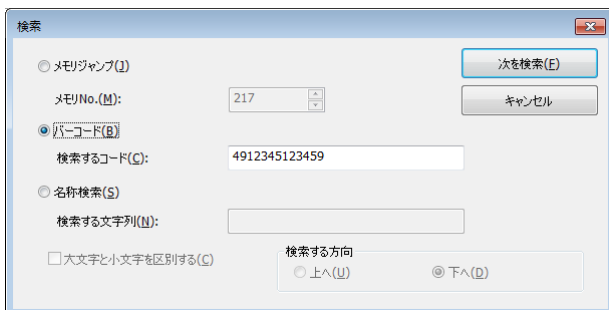 検索
メモリジャンプ(J)
次を検索(F)
メモリNo.(M): 217
キャンセル
バーコード(B)
検索するコード(C): 4912345123459
名称検索(S)
検索する文字列(N):
大文字と小文字を区別する(C)
検索する方向
上へ(U) 下へ(D)